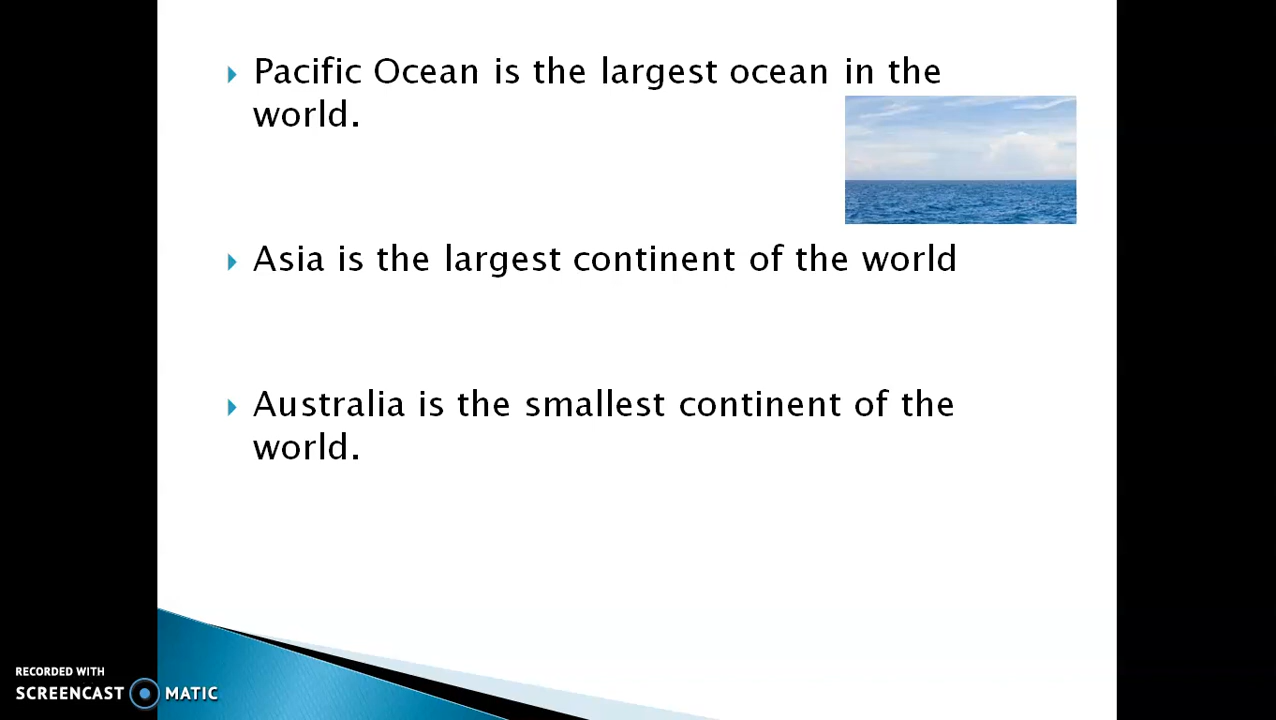 Pacific Ocean is the largest ocean in the
world.
Asia is the largest continent of the world
Australia is the smallest continent of the
world.
RECORDED WITH
SCREENCAST MATIC